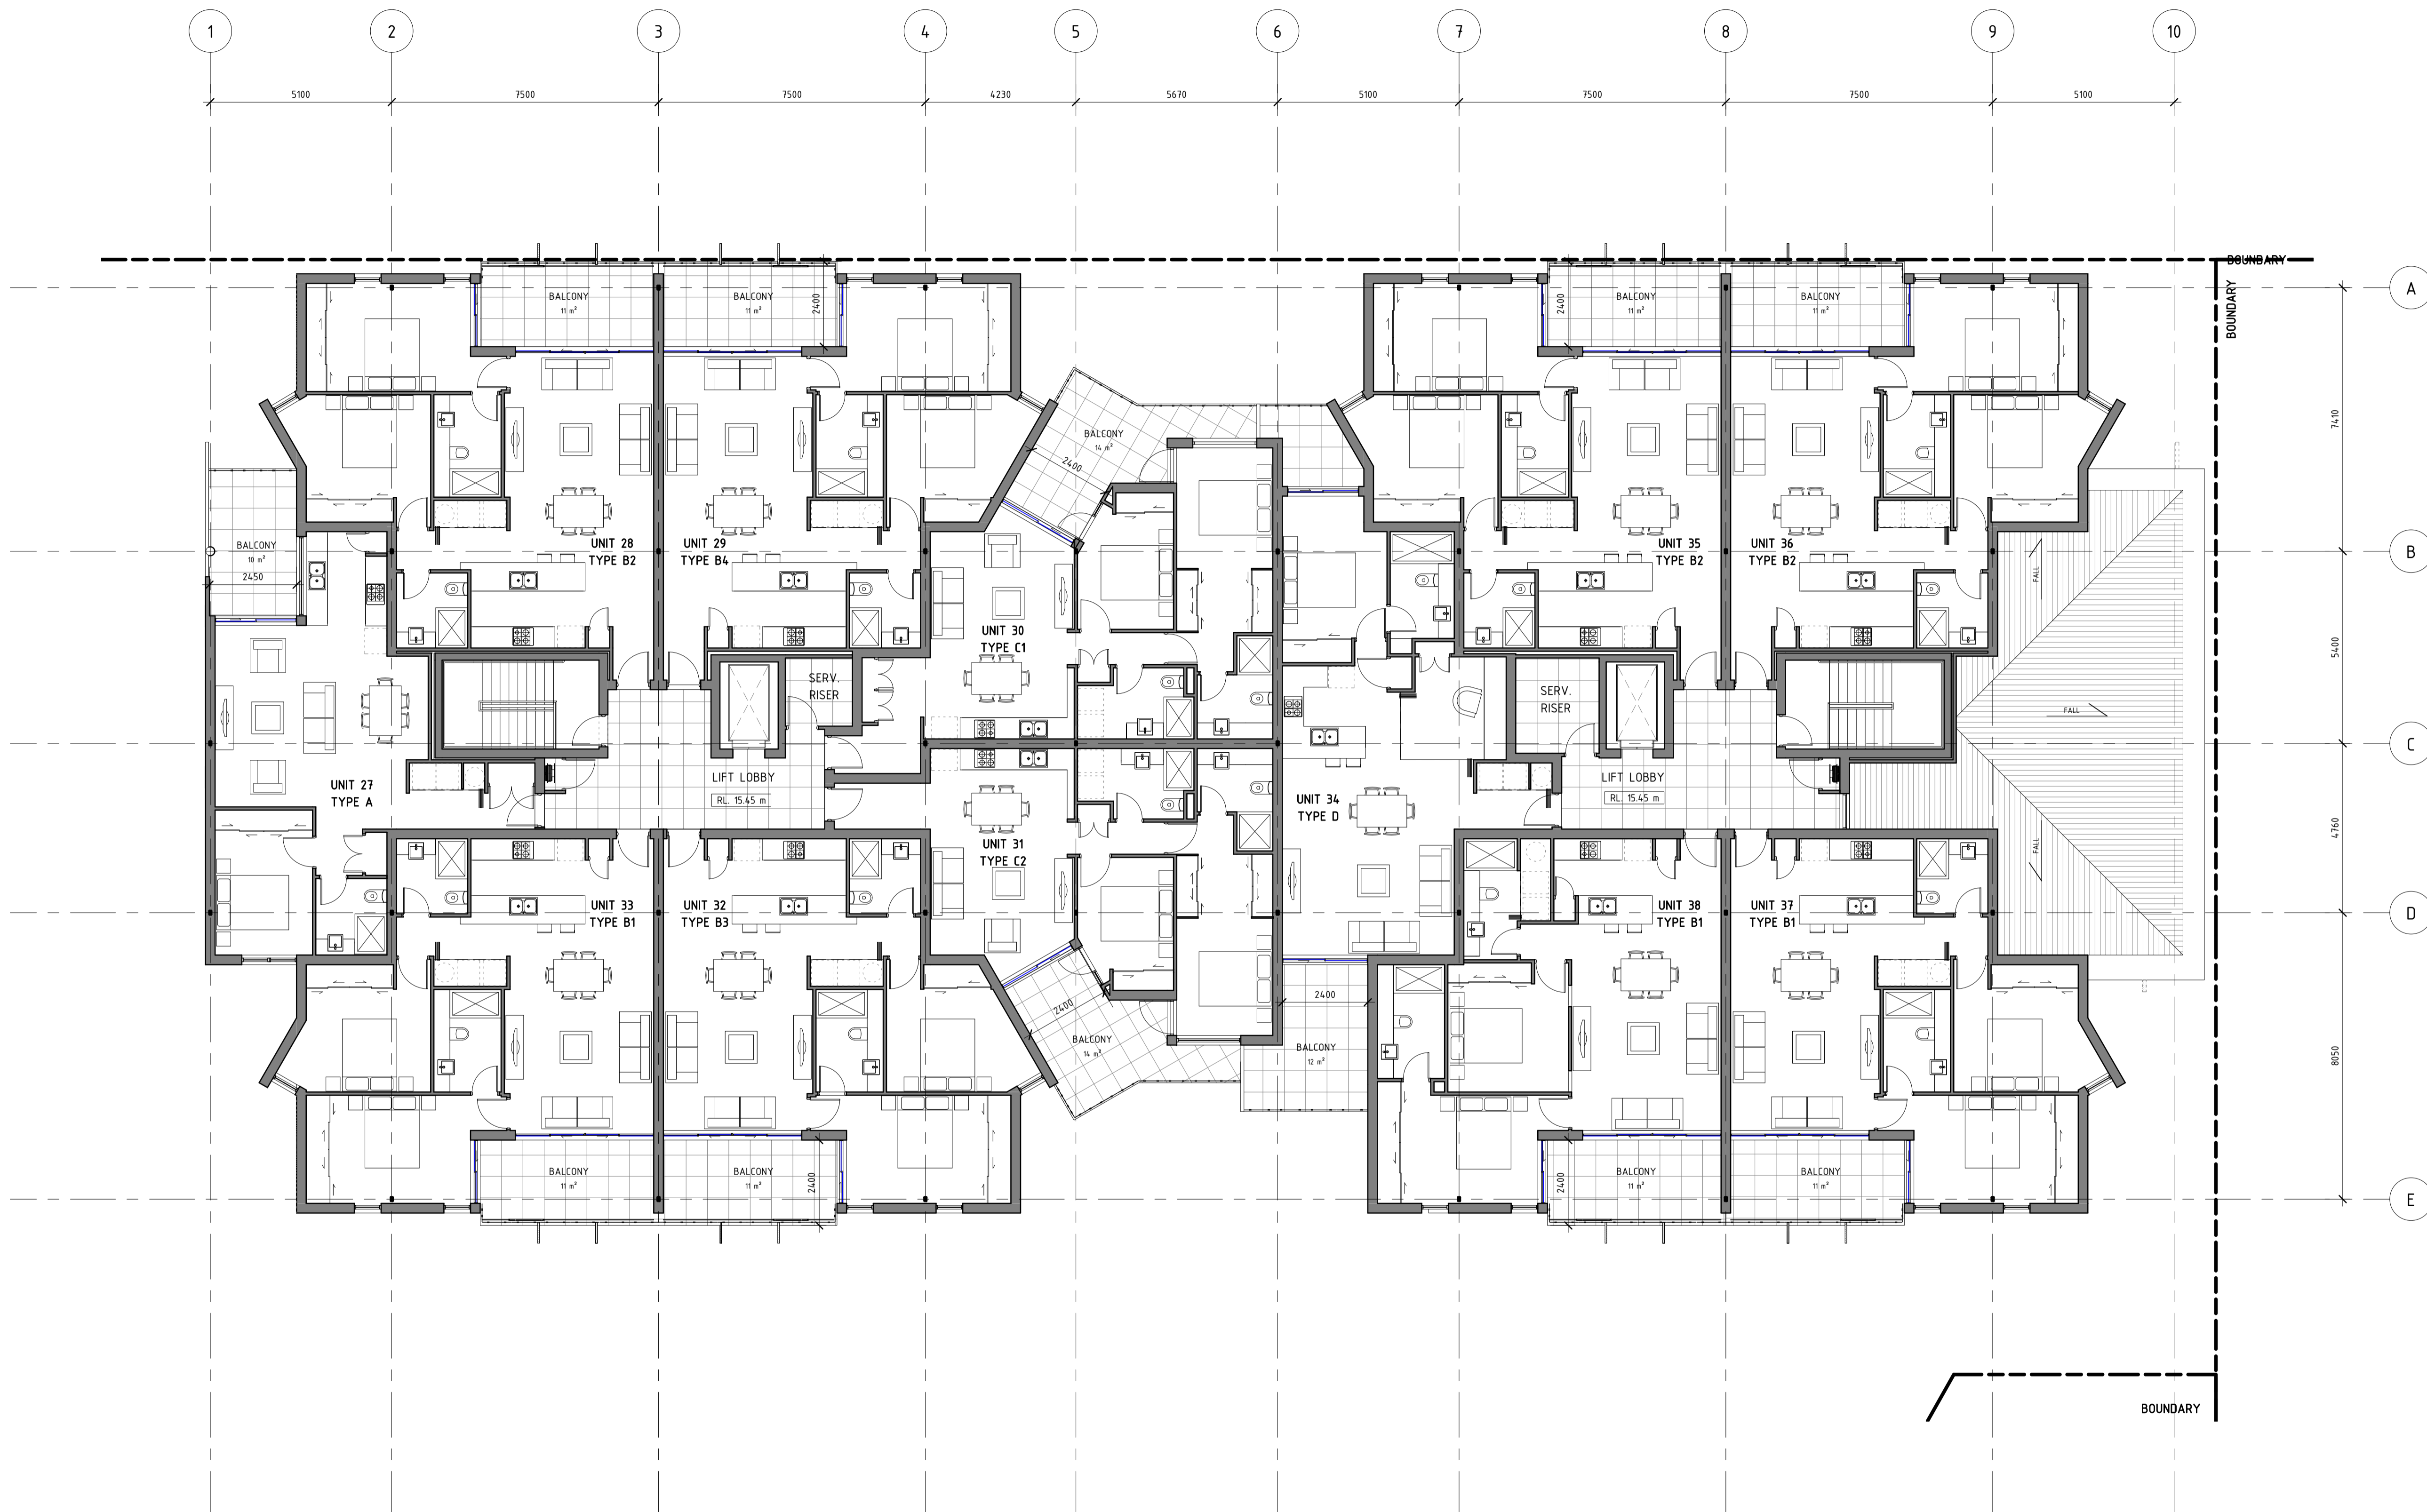 1 2 3 4 5 6 7 8 9 10
5100 7500 7500 4230 5670 5100 7500 7500 5100
BOUNDARY
BOUNDARY
A
BALCONY
11 m²
BALCONY
11 m²
2400
2400
BALCONY
11 m²
BALCONY
11 m²
7410
BALCONY
14 m²
2400
BALCONY
10 m²
2450
UNIT 28
TYPE B2
UNIT 29
TYPE B4
UNIT 35
TYPE B2
UNIT 36
TYPE B2
B
FALL
UNIT 30
TYPE C1
5400
SERV.
RISER
SERV.
RISER
FALL
C
UNIT 27
TYPE A
LIFT LOBBY
RL. 15.45 m
UNIT 34
TYPE D
LIFT LOBBY
RL. 15.45 m
4760
FALL
UNIT 31
TYPE C2
UNIT 33
TYPE B1
UNIT 32
TYPE B3
UNIT 38
TYPE B1
UNIT 37
TYPE B1
D
2400
2400
BALCONY
14 m²
BALCONY
12 m²
8050
BALCONY
11 m²
BALCONY
11 m²
2400
2400
BALCONY
11 m²
BALCONY
11 m²
E
BOUNDARY